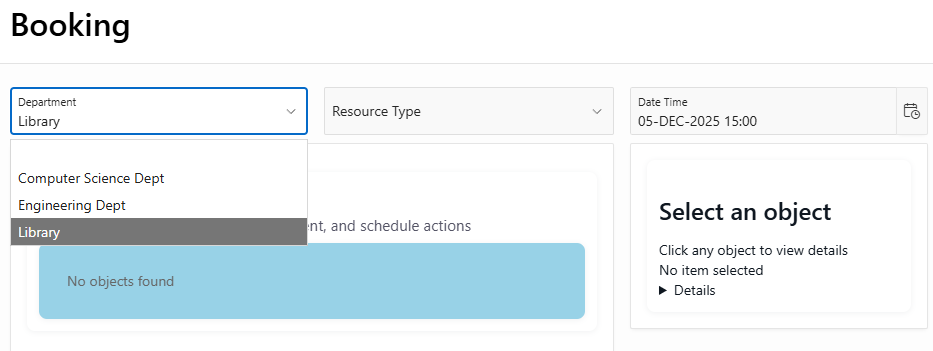 Booking
Department
Library
Resource Type
Date Time
05-DEC-2025 15:00
Computer Science Dept
Engineering Dept
Library
and schedule actions
No objects found
Select an object
Click any object to view details
No item selected
Details